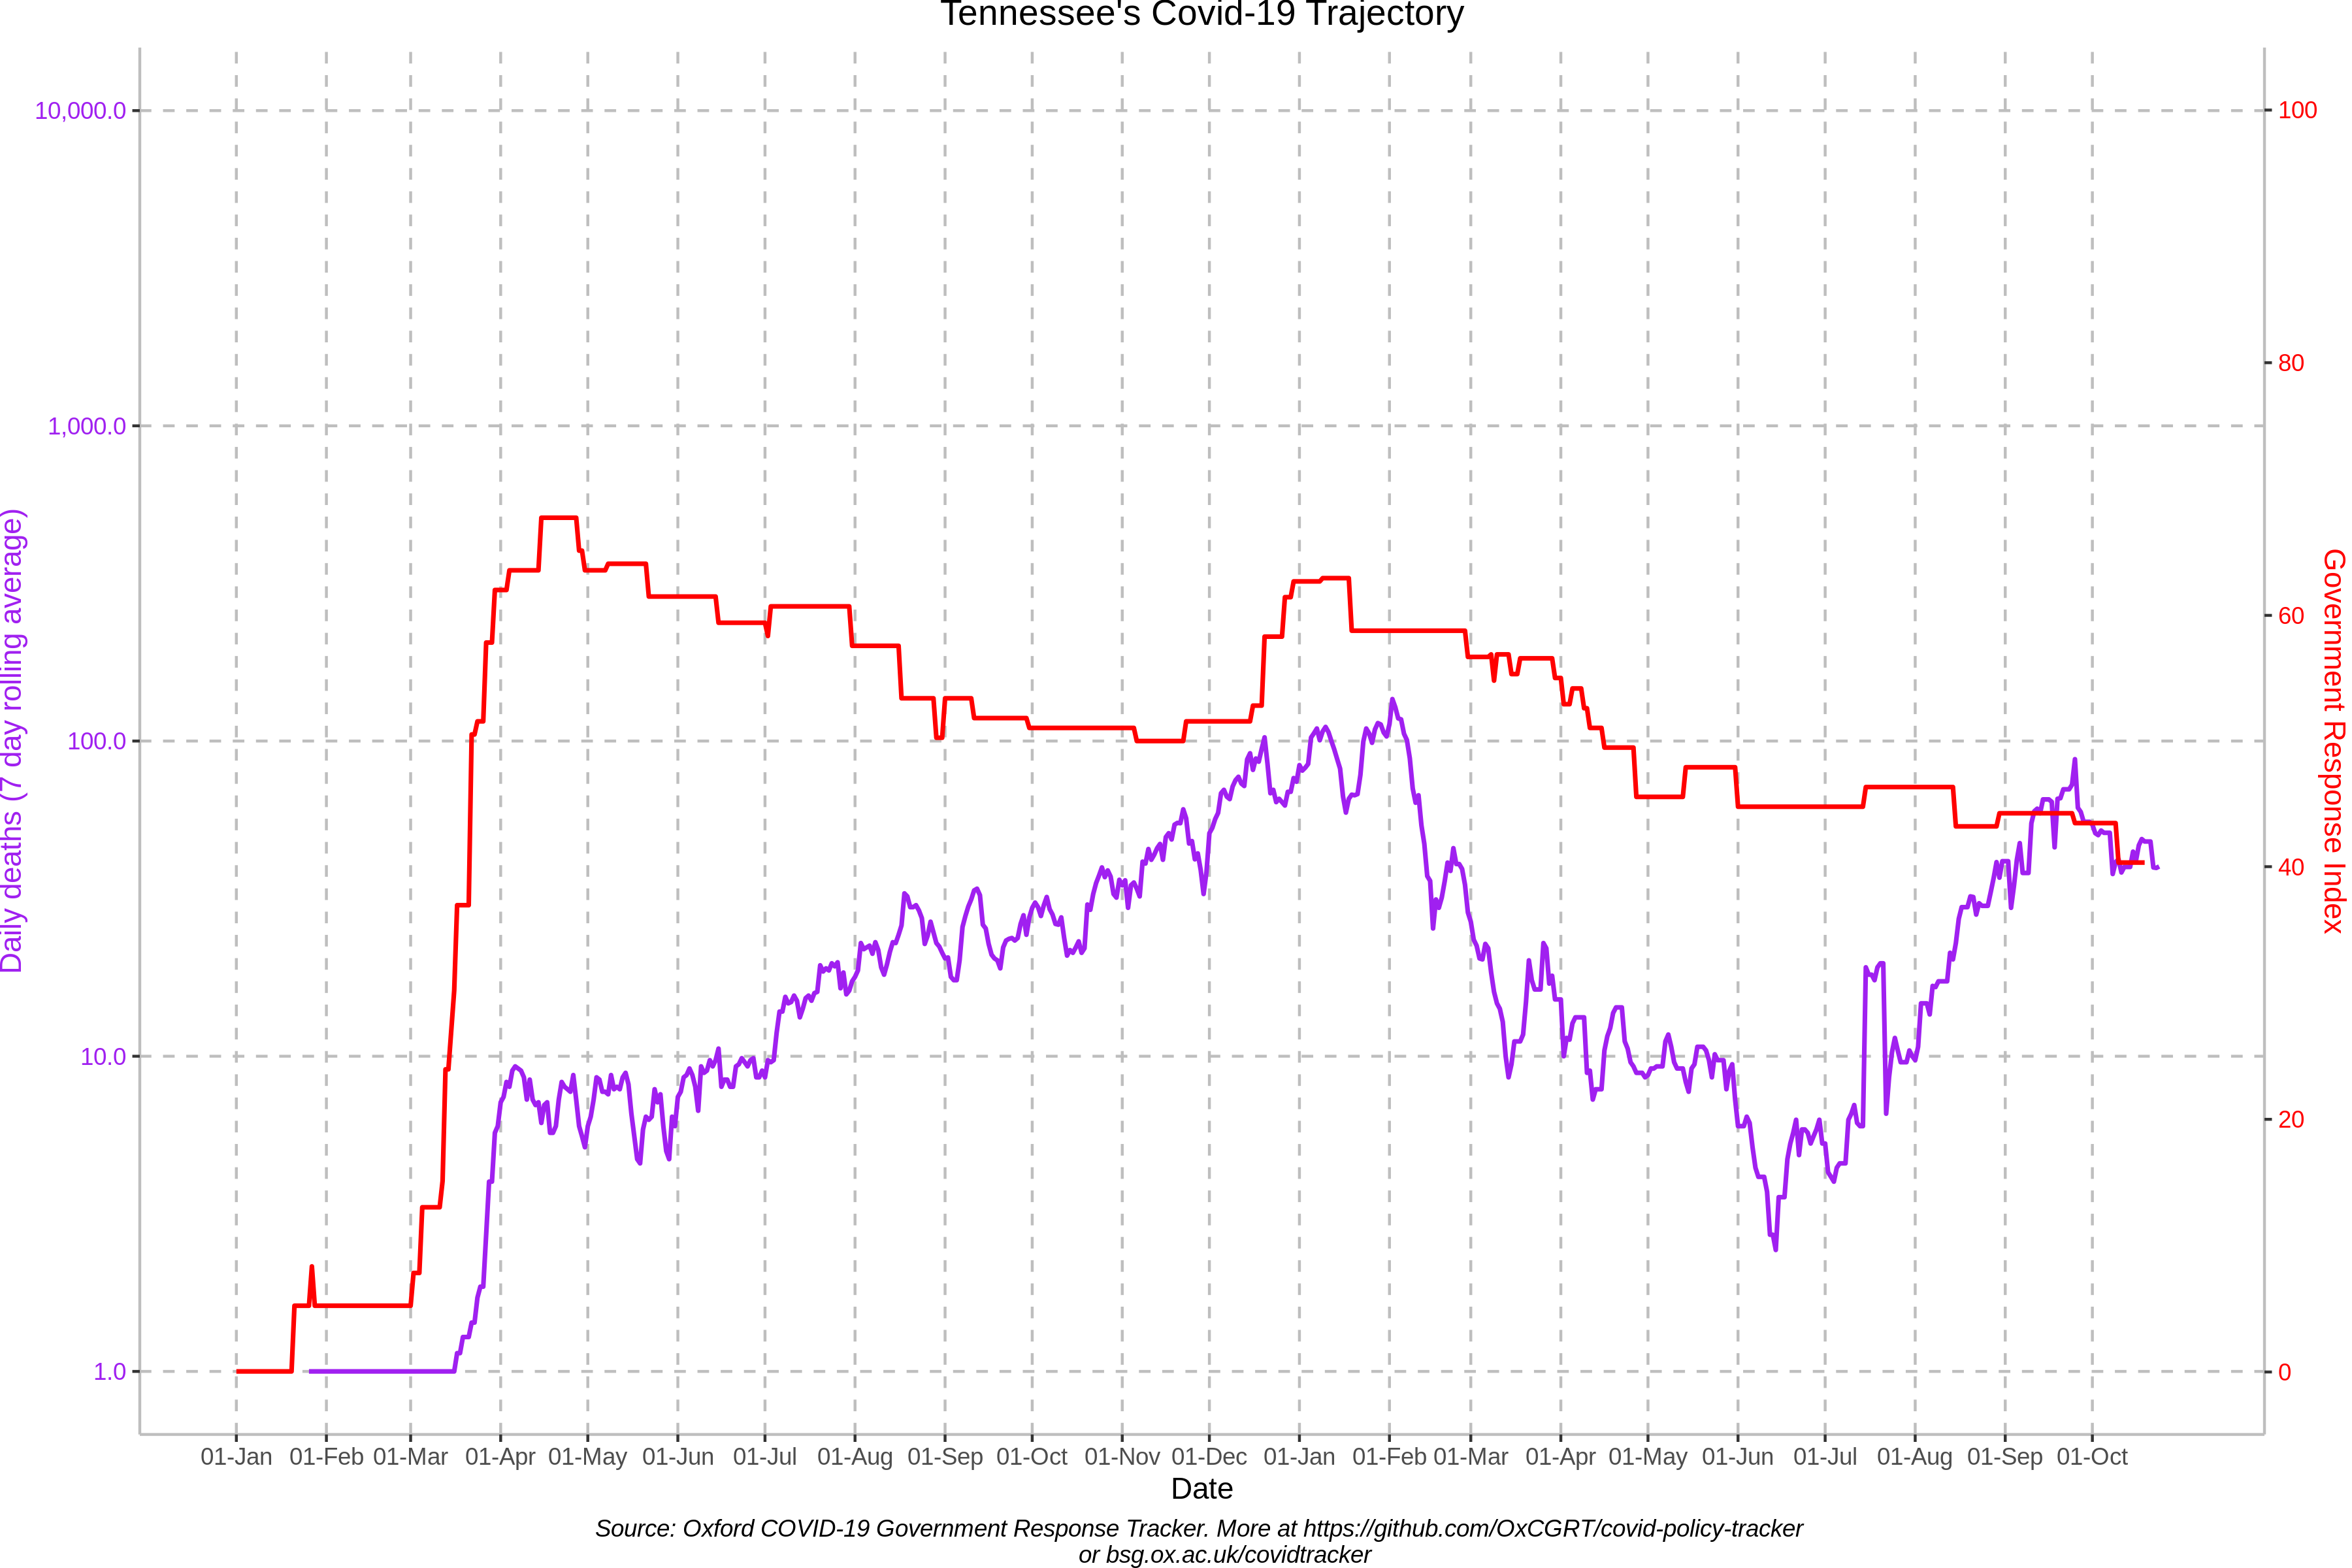 Tennessee's Covid-19 Trajectory
10,000.0
1,000.0
100.0
10.0
1.0
Daily deaths (7 day rolling average)
100
80
60
40
20
0
Government Response Index
01-Jan 01-Feb 01-Mar 01-Apr 01-May 01-Jun 01-Jul 01-Aug 01-Sep 01-Oct 01-Nov 01-Dec 01-Jan 01-Feb 01-Mar 01-Apr 01-May 01-Jun 01-Jul 01-Aug 01-Sep 01-Oct
Date
Source: Oxford COVID-19 Government Response Tracker. More at https://github.com/OxCGRT/covid-policy-tracker
or bsg.ox.ac.uk/covidtracker